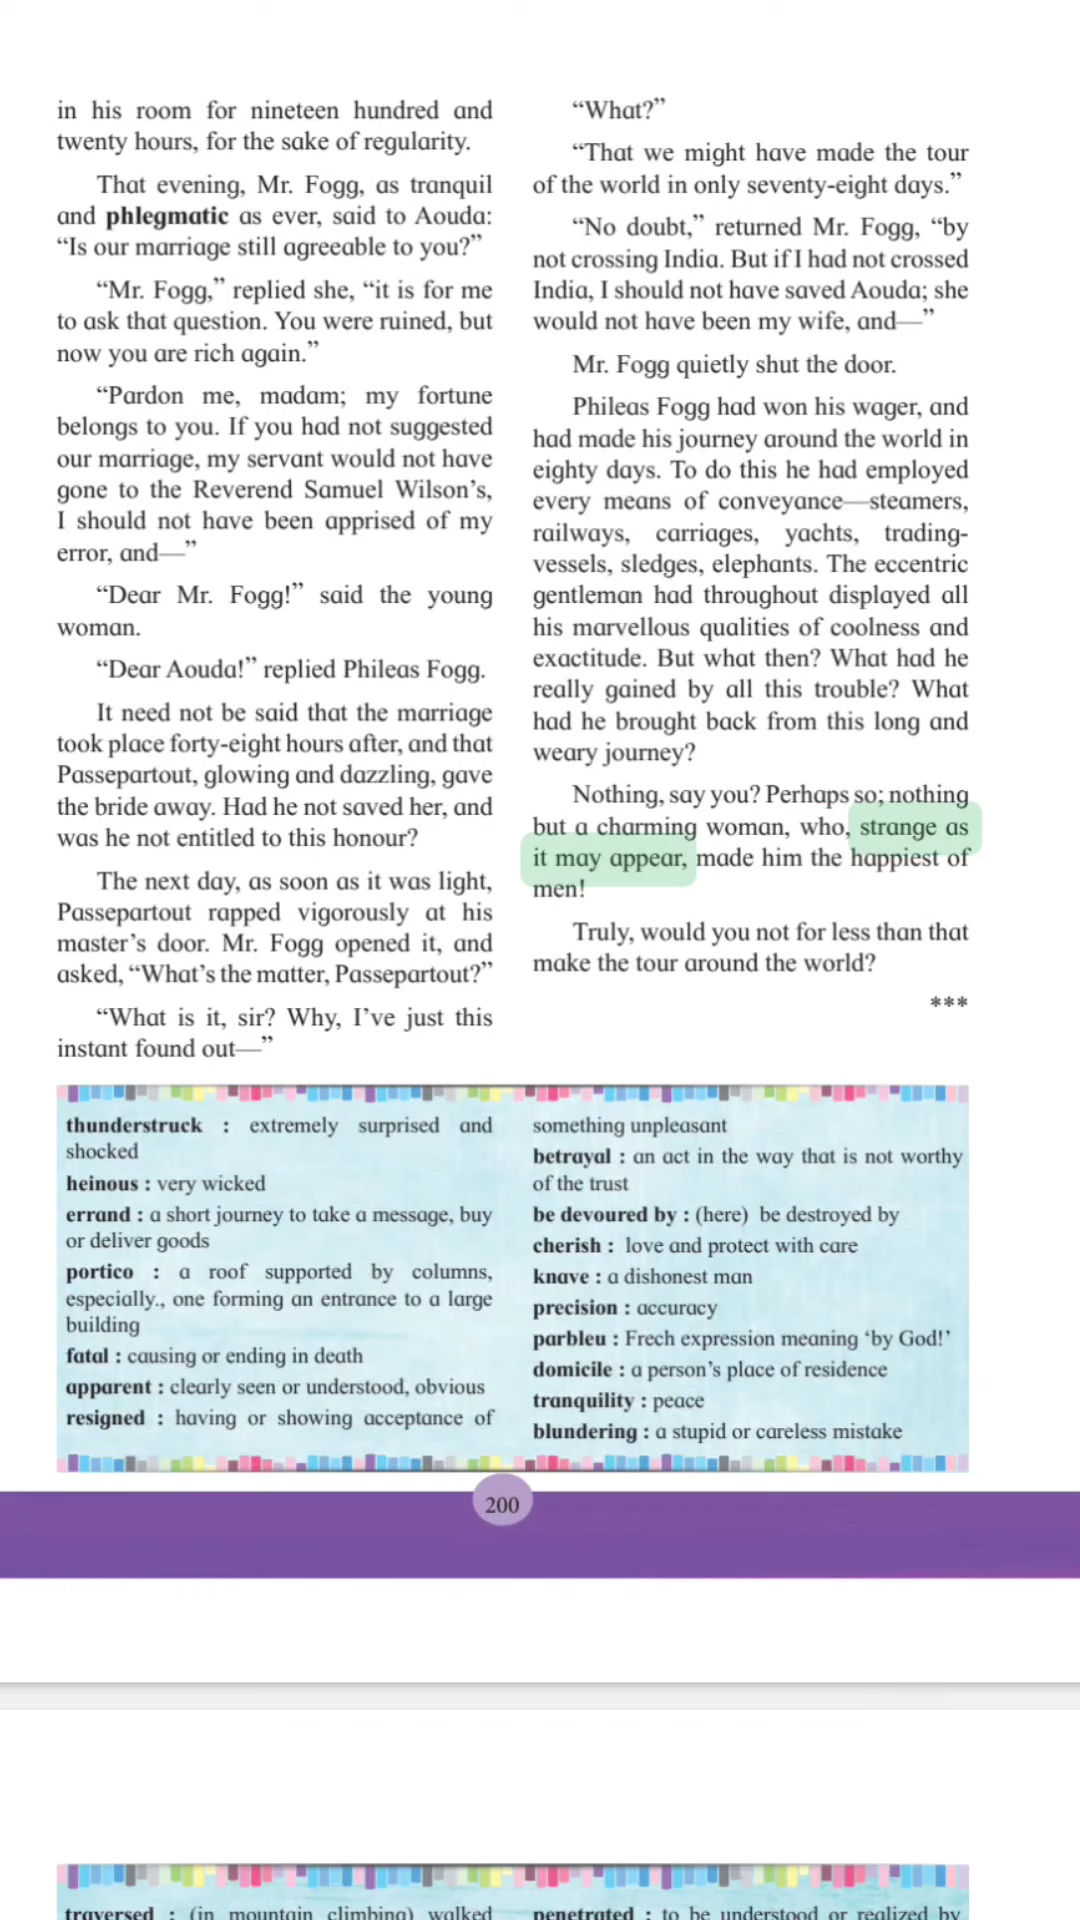 in his room for nineteen hundred and
twenty hours, for the sake of regularity.
That evening, Mr. Fogg, as tranquil
and phlegmatic as ever, said to Aouda:
“Is our marriage still agreeable to you?”
“Mr. Fogg,” replied she, “it is for me
to ask that question. You were ruined, but
now you are rich again.”
“Pardon me, madam; my fortune
belongs to you. If you had not suggested
our marriage, my servant would not have
gone to the Reverend Samuel Wilson’s,
I should not have been apprised of my
error, and—”
“Dear Mr. Fogg!” said the young
woman.
“Dear Aouda!” replied Phileas Fogg.
It need not be said that the marriage
took place forty-eight hours after, and that
Passepartout, glowing and dazzling, gave
the bride away. Had he not saved her, and
was he not entitled to this honour?
The next day, as soon as it was light,
Passepartout rapped vigorously at his
master’s door. Mr. Fogg opened it, and
asked, “What’s the matter, Passepartout?”
“What is it, sir? Why, I’ve just this
instant found out—”
“What?”
“That we might have made the tour
of the world in only seventy-eight days.”
“No doubt,” returned Mr. Fogg, “by
not crossing India. But if I had not crossed
India, I should not have saved Aouda; she
would not have been my wife, and—”
Mr. Fogg quietly shut the door.
Phileas Fogg had won his wager, and
had made his journey around the world in
eighty days. To do this he had employed
every means of conveyance—steamers,
railways, carriages, yachts, trading-
vessels, sledges, elephants. The eccentric
gentleman had throughout displayed all
his marvellous qualities of coolness and
exactitude. But what then? What had he
really gained by all this trouble? What
had he brought back from this long and
weary journey?
Nothing, say you? Perhaps so; nothing
but a charming woman, who, strange as
it may appear, made him the happiest of
men!
Truly, would you not for less than that
make the tour around the world?
***
thunderstruck : extremely surprised and
shocked
heinous : very wicked
errand : a short journey to take a message, buy
or deliver goods
portico : a roof supported by columns,
especially., one forming an entrance to a large
building
fatal : causing or ending in death
apparent : clearly seen or understood, obvious
resigned : having or showing acceptance of
something unpleasant
betrayal : an act in the way that is not worthy
of the trust
be devoured by : (here) be destroyed by
cherish : love and protect with care
knave : a dishonest man
precision : accuracy
parbleu : Frech expression meaning ‘by God!’
domicile : a person’s place of residence
tranquility : peace
blundering : a stupid or careless mistake
200
traversed : (in mountain climbing) walked
penetrated : to be understood or realized by